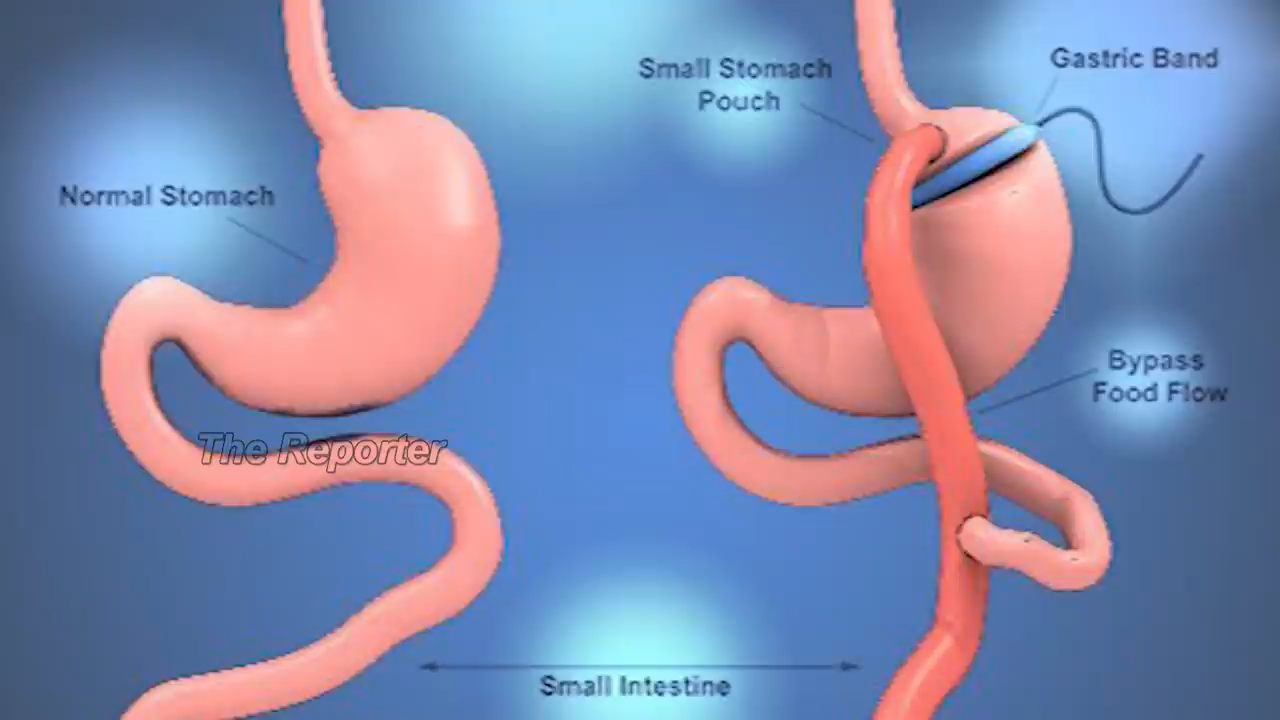 Small Stomach
Pouch
Gastric Band
Normal Stomach
Bypass
Food Flow
The Reporter
Small Intestine